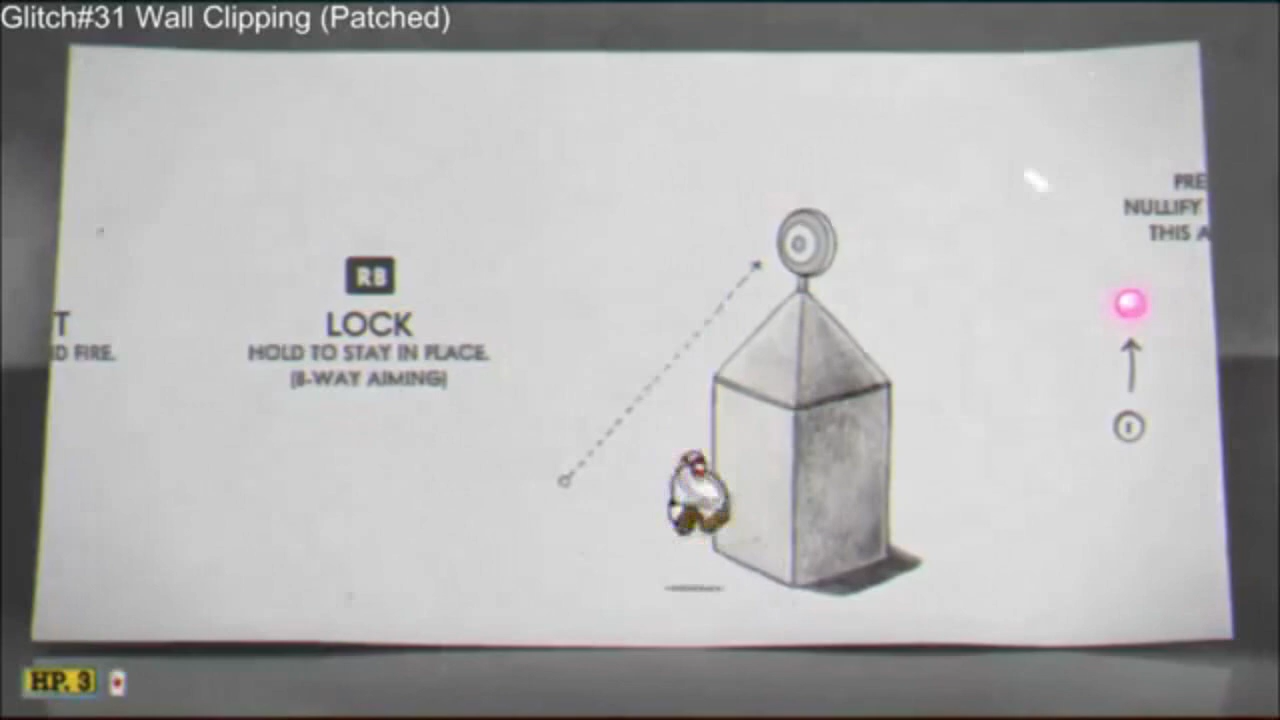 Glitch#31 Wall Clipping (Patched)
RB
LOCK
HOLD TO STAY IN PLACE.
(8-WAY AIMING)
T
D FIRE.
PRE
NULLIFY
THIS A
HP. 3